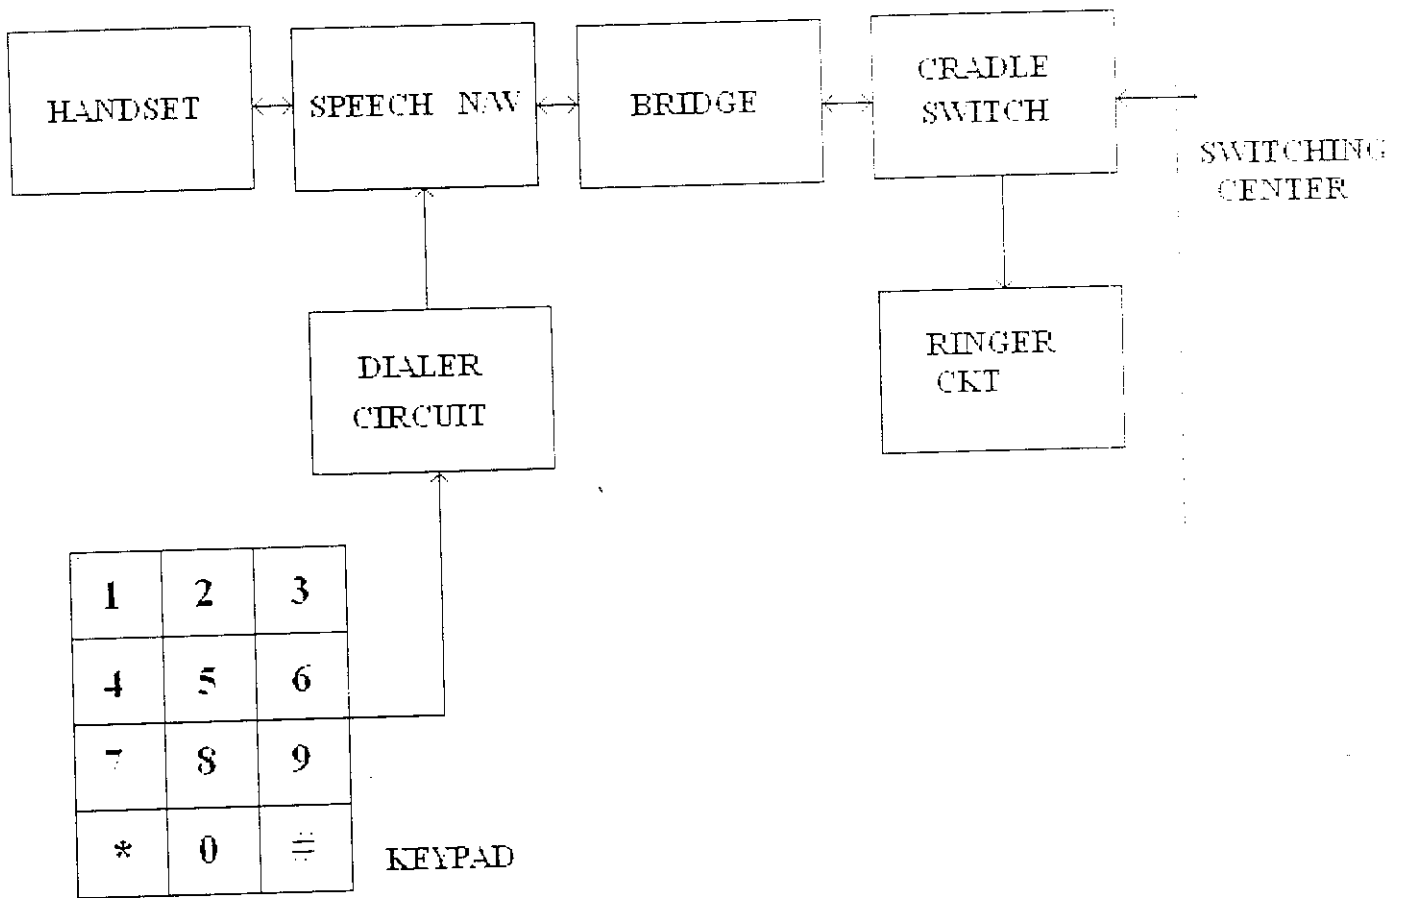 HANDSET
SPEECH N/W
BRIDGE
CRADLE
SWITCH
SWITCHING
CENTER
RINGER
CKT
DIALER
CIRCUIT
1 2 3
4 5 6
7 8 9
* 0 #
KEYPAD